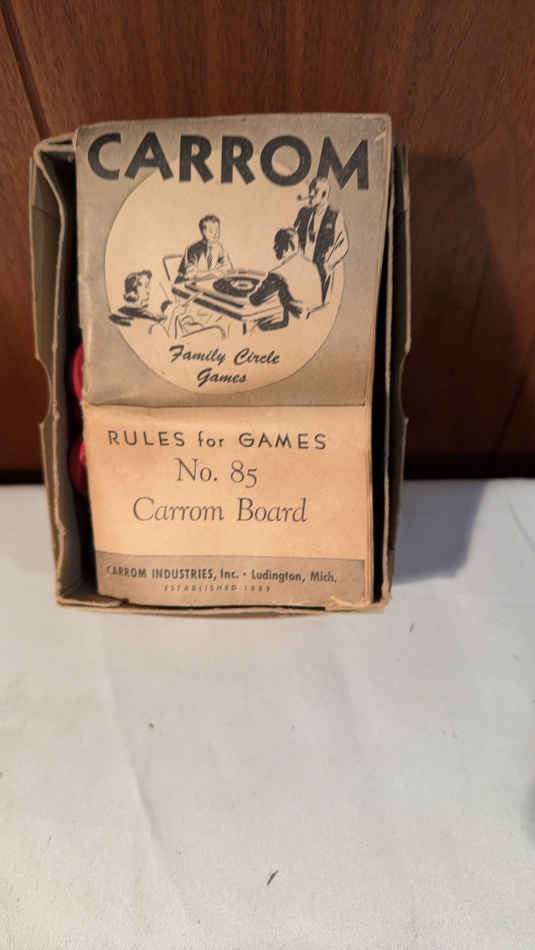 CARROM
Family Circle
Games
RULES for GAMES
No. 85
Carrom Board
CARROM INDUSTRIES, Inc. • Ludington, Mich.
ESTABLISHED 1889